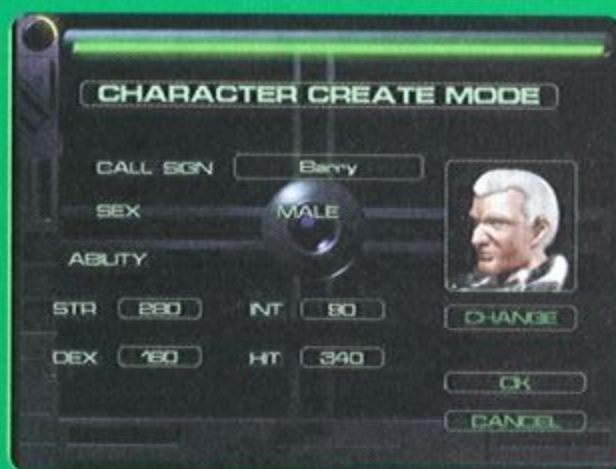 CHARACTER CREATE MODE
CALL SIGN Barry
SEX MALE
ABILITY
STR 280 INT 90
DEX 160 HIT 340
CHANGE
OK
CANCEL